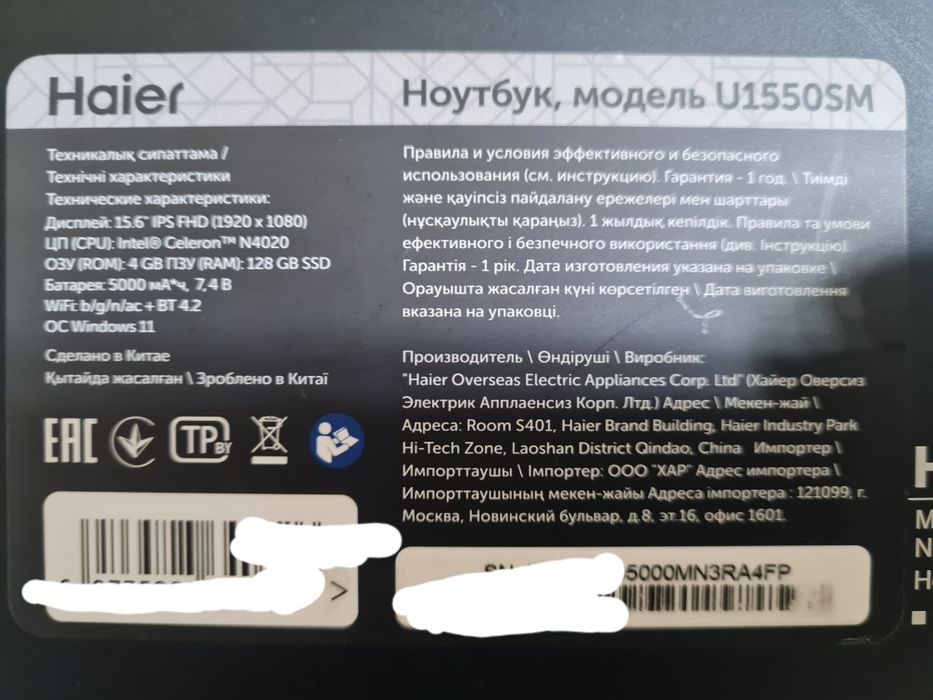 Haier
Ноутбук, модель U1550SM
Техникалық сипаттама /
Технічні характеристики
Технические характеристики:
Дисплей: 15.6" IPS FHD (1920 x 1080)
ЦП (CPU): Intel® Celeron™ N4020
ОЗУ (ROM): 4 GB ПЗУ (RAM): 128 GB SSD
Батарея: 5000 мА*ч, 7,4 В
WiFi: b/g/n/ac + BT 4.2
ОС Windows 11
Сделано в Китае
Қытайда жасалған \ Зроблено в Китаї
EAC
TP BY
Правила и условия эффективного и безопасного
использования (см. инструкцию). Гарантия - 1 год. \ Тиімді
және қауіпсіз пайдалану ережелері мен шарттары
(нұсқаулықты қараңыз). 1 жылдық кепілдік. Правила та умови
ефективного і безпечного використання (див. Інструкцію).
Гарантія - 1 рік. Дата изготовления указана на упаковке \
Орауышта жасалған күні көрсетілген \ Дата виготовлення
вказана на упаковці.
Производитель \ Өндіруші \ Виробник:
"Haier Overseas Electric Appliances Corp. Ltd" (Хайер Оверсиз
Электрик Апплаенсиз Корп. Лтд.) Адрес \ Мекен-жай \
Адреса: Room S401, Haier Brand Building, Haier Industry Park
Hi-Tech Zone, Laoshan District Qindao, China Импортер \
Импорттаушы \ Імпортер: ООО "ХАР" Адрес импортера \
Импорттаушының мекен-жайы Адреса імпортера : 121099, г.
Москва, Новинский бульвар, д.8, эт.16, офис 1601.
>
5000MN3RA4FP